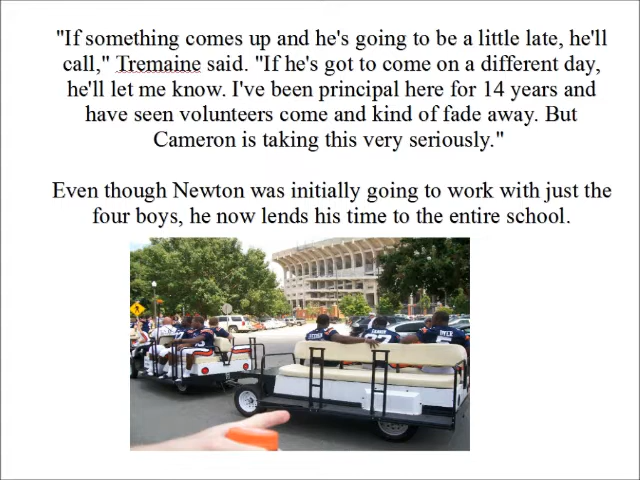 "If something comes up and he's going to be a little late, he'll
call," Tremaine said. "If he's got to come on a different day,
he'll let me know. I've been principal here for 14 years and
have seen volunteers come and kind of fade away. But
Cameron is taking this very seriously."
Even though Newton was initially going to work with just the
four boys, he now lends his time to the entire school.
DYER
5